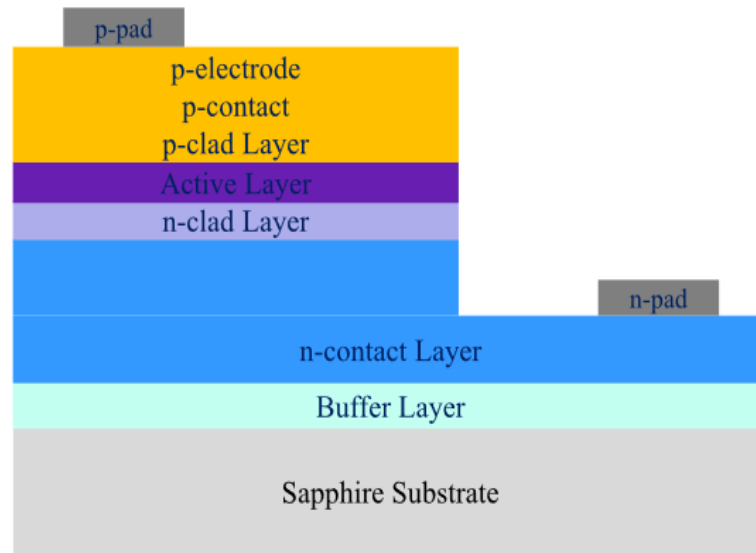 p-pad
p-electrode
p-contact
p-clad Layer
Active Layer
n-clad Layer
n-pad
n-contact Layer
Buffer Layer
Sapphire Substrate